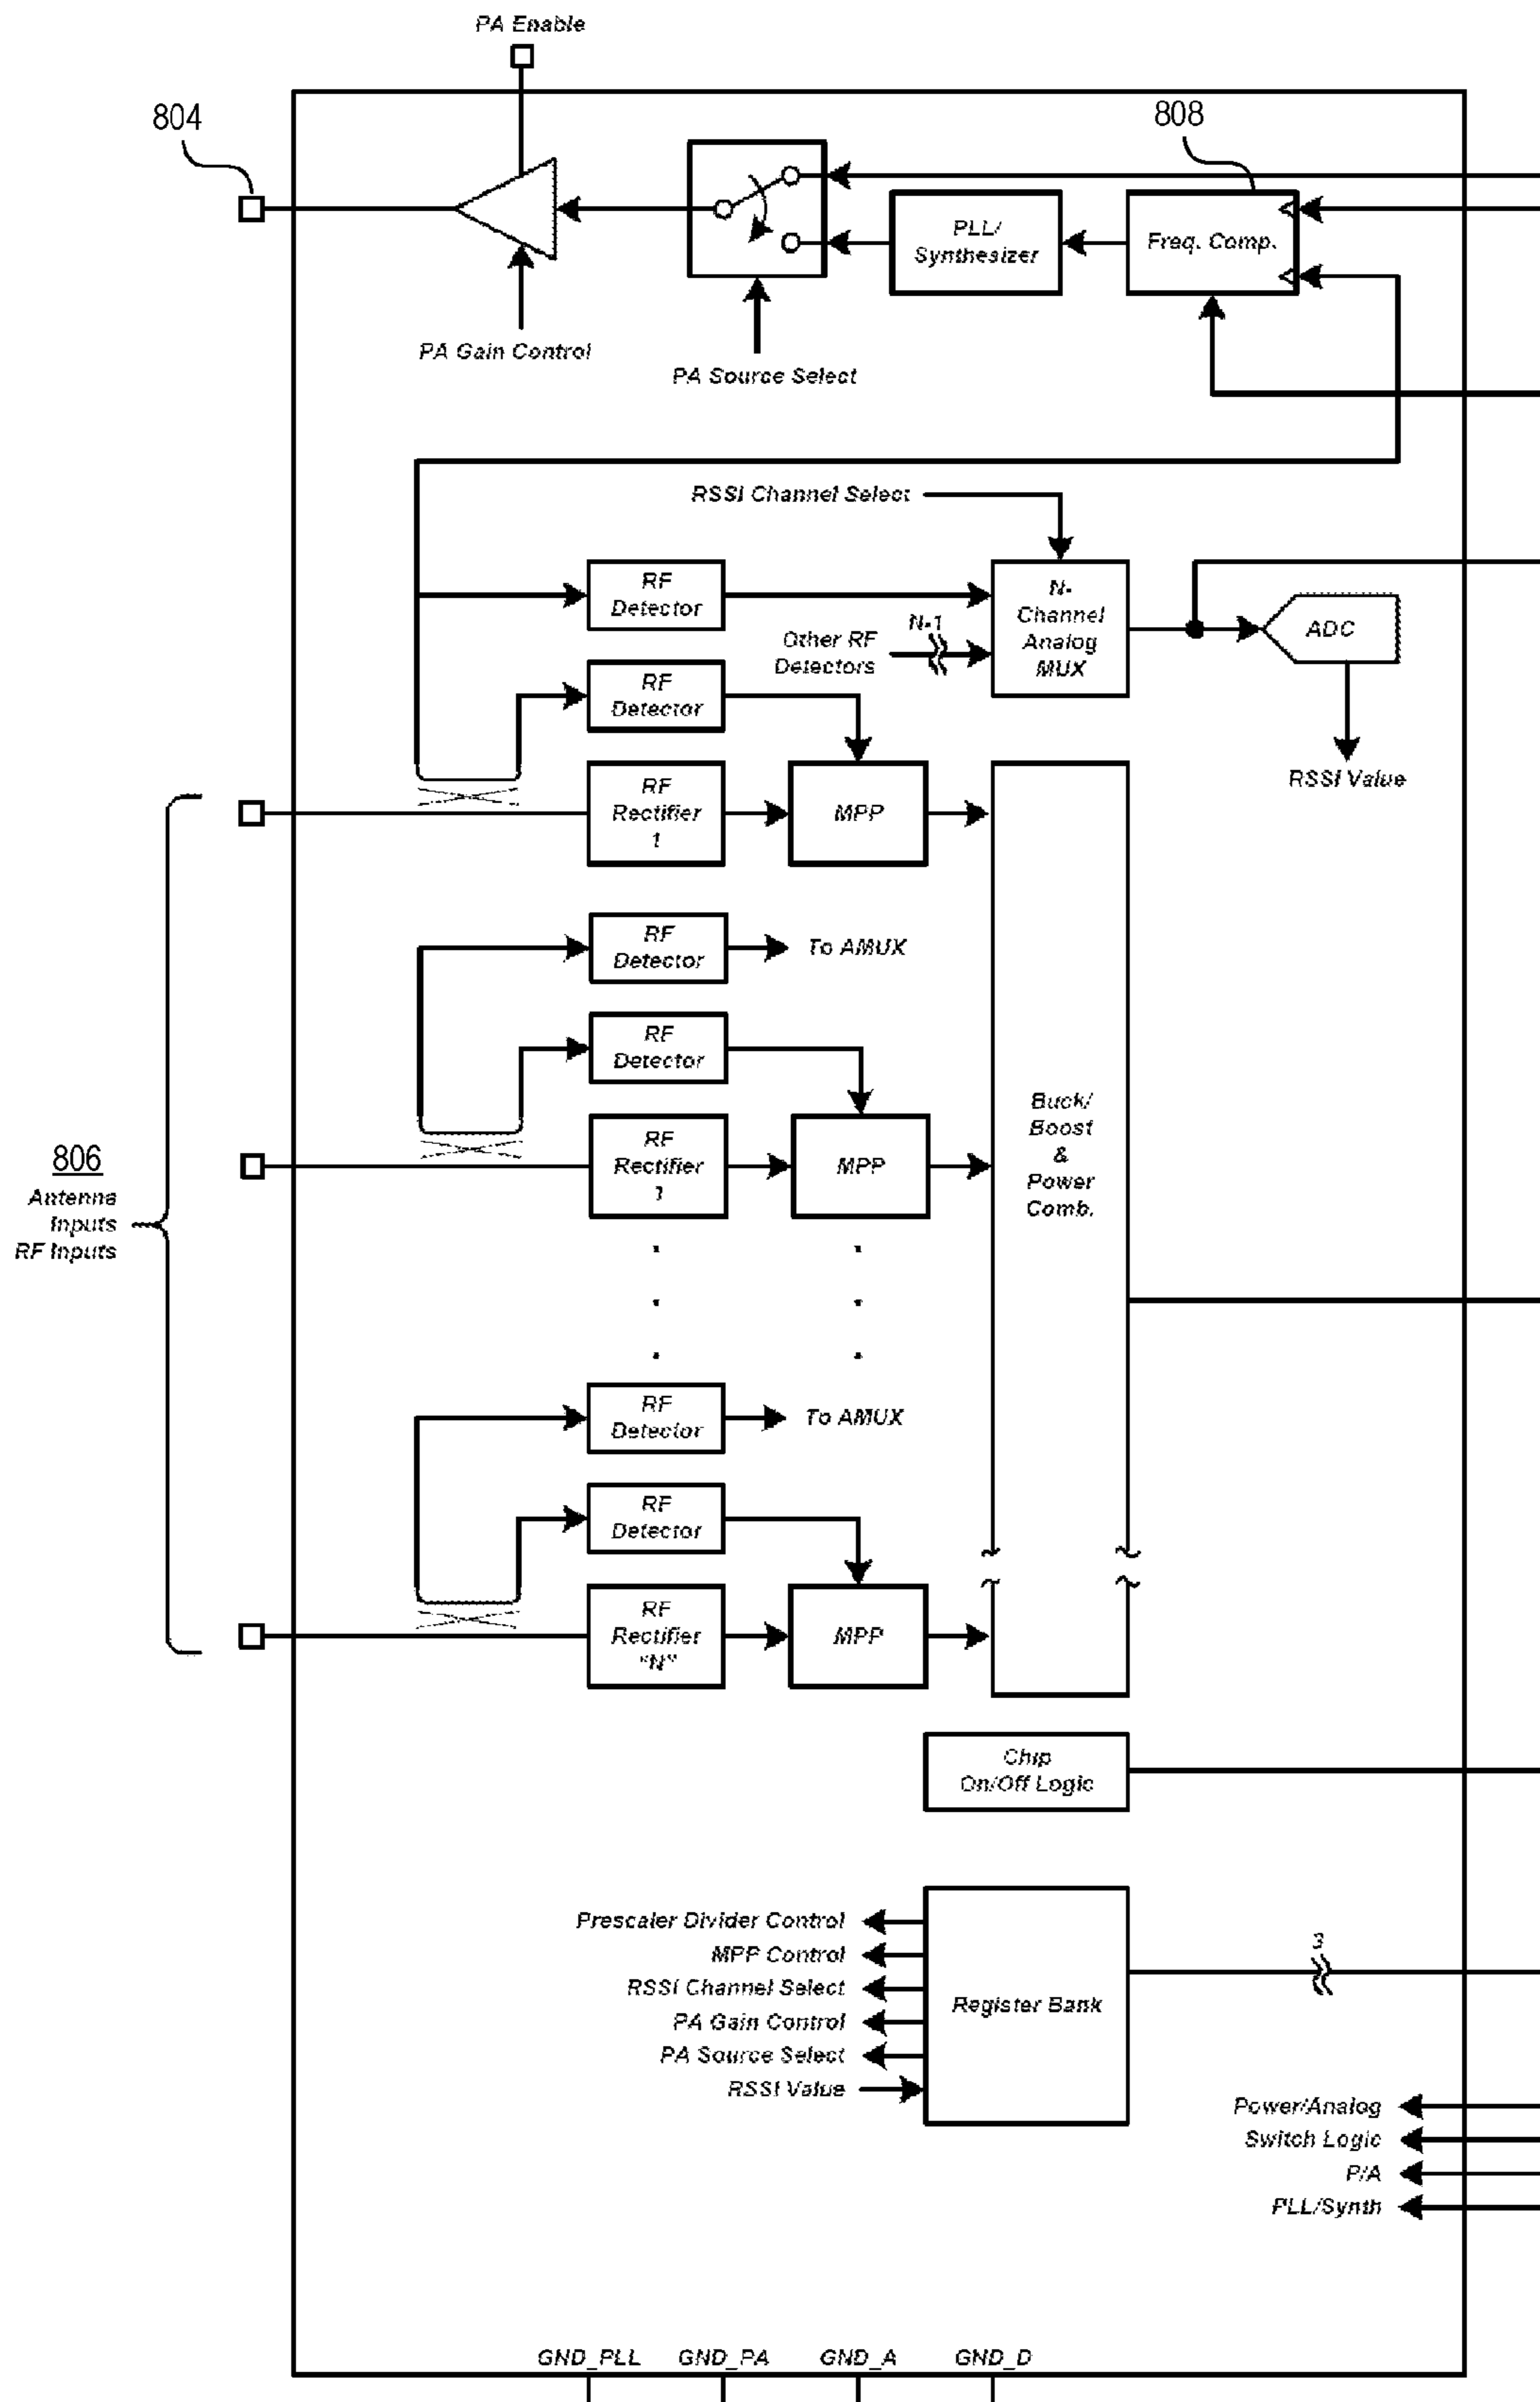 PA Enable
804
808
PLL/
Synthesizer
Freq. Comp.
PA Gain Control
PA Source Select
RSSI Channel Select
RF
Detector
N-
Channel
Analog
MUX
N-1
Other RF
Detectors
ADC
RSSI Value
RF
Detector
RF
Rectifier
1
MPP
RF
Detector
To AMUX
RF
Detector
RF
Rectifier
MPP
Buck/
Boost
&
Power
Comb.
806
Antenna
Inputs
RF Inputs
RF
Detector
To AMUX
RF
Detector
RF
Rectifier
"N"
MPP
Chip
On/Off Logic
Prescaler Divider Control
MPP Control
RSSI Channel Select
PA Gain Control
PA Source Select
RSSI Value
Register Bank
3
Power/Analog
Switch Logic
P/A
PLL/Synth
GND_PLL GND_PA GND_A GND_D